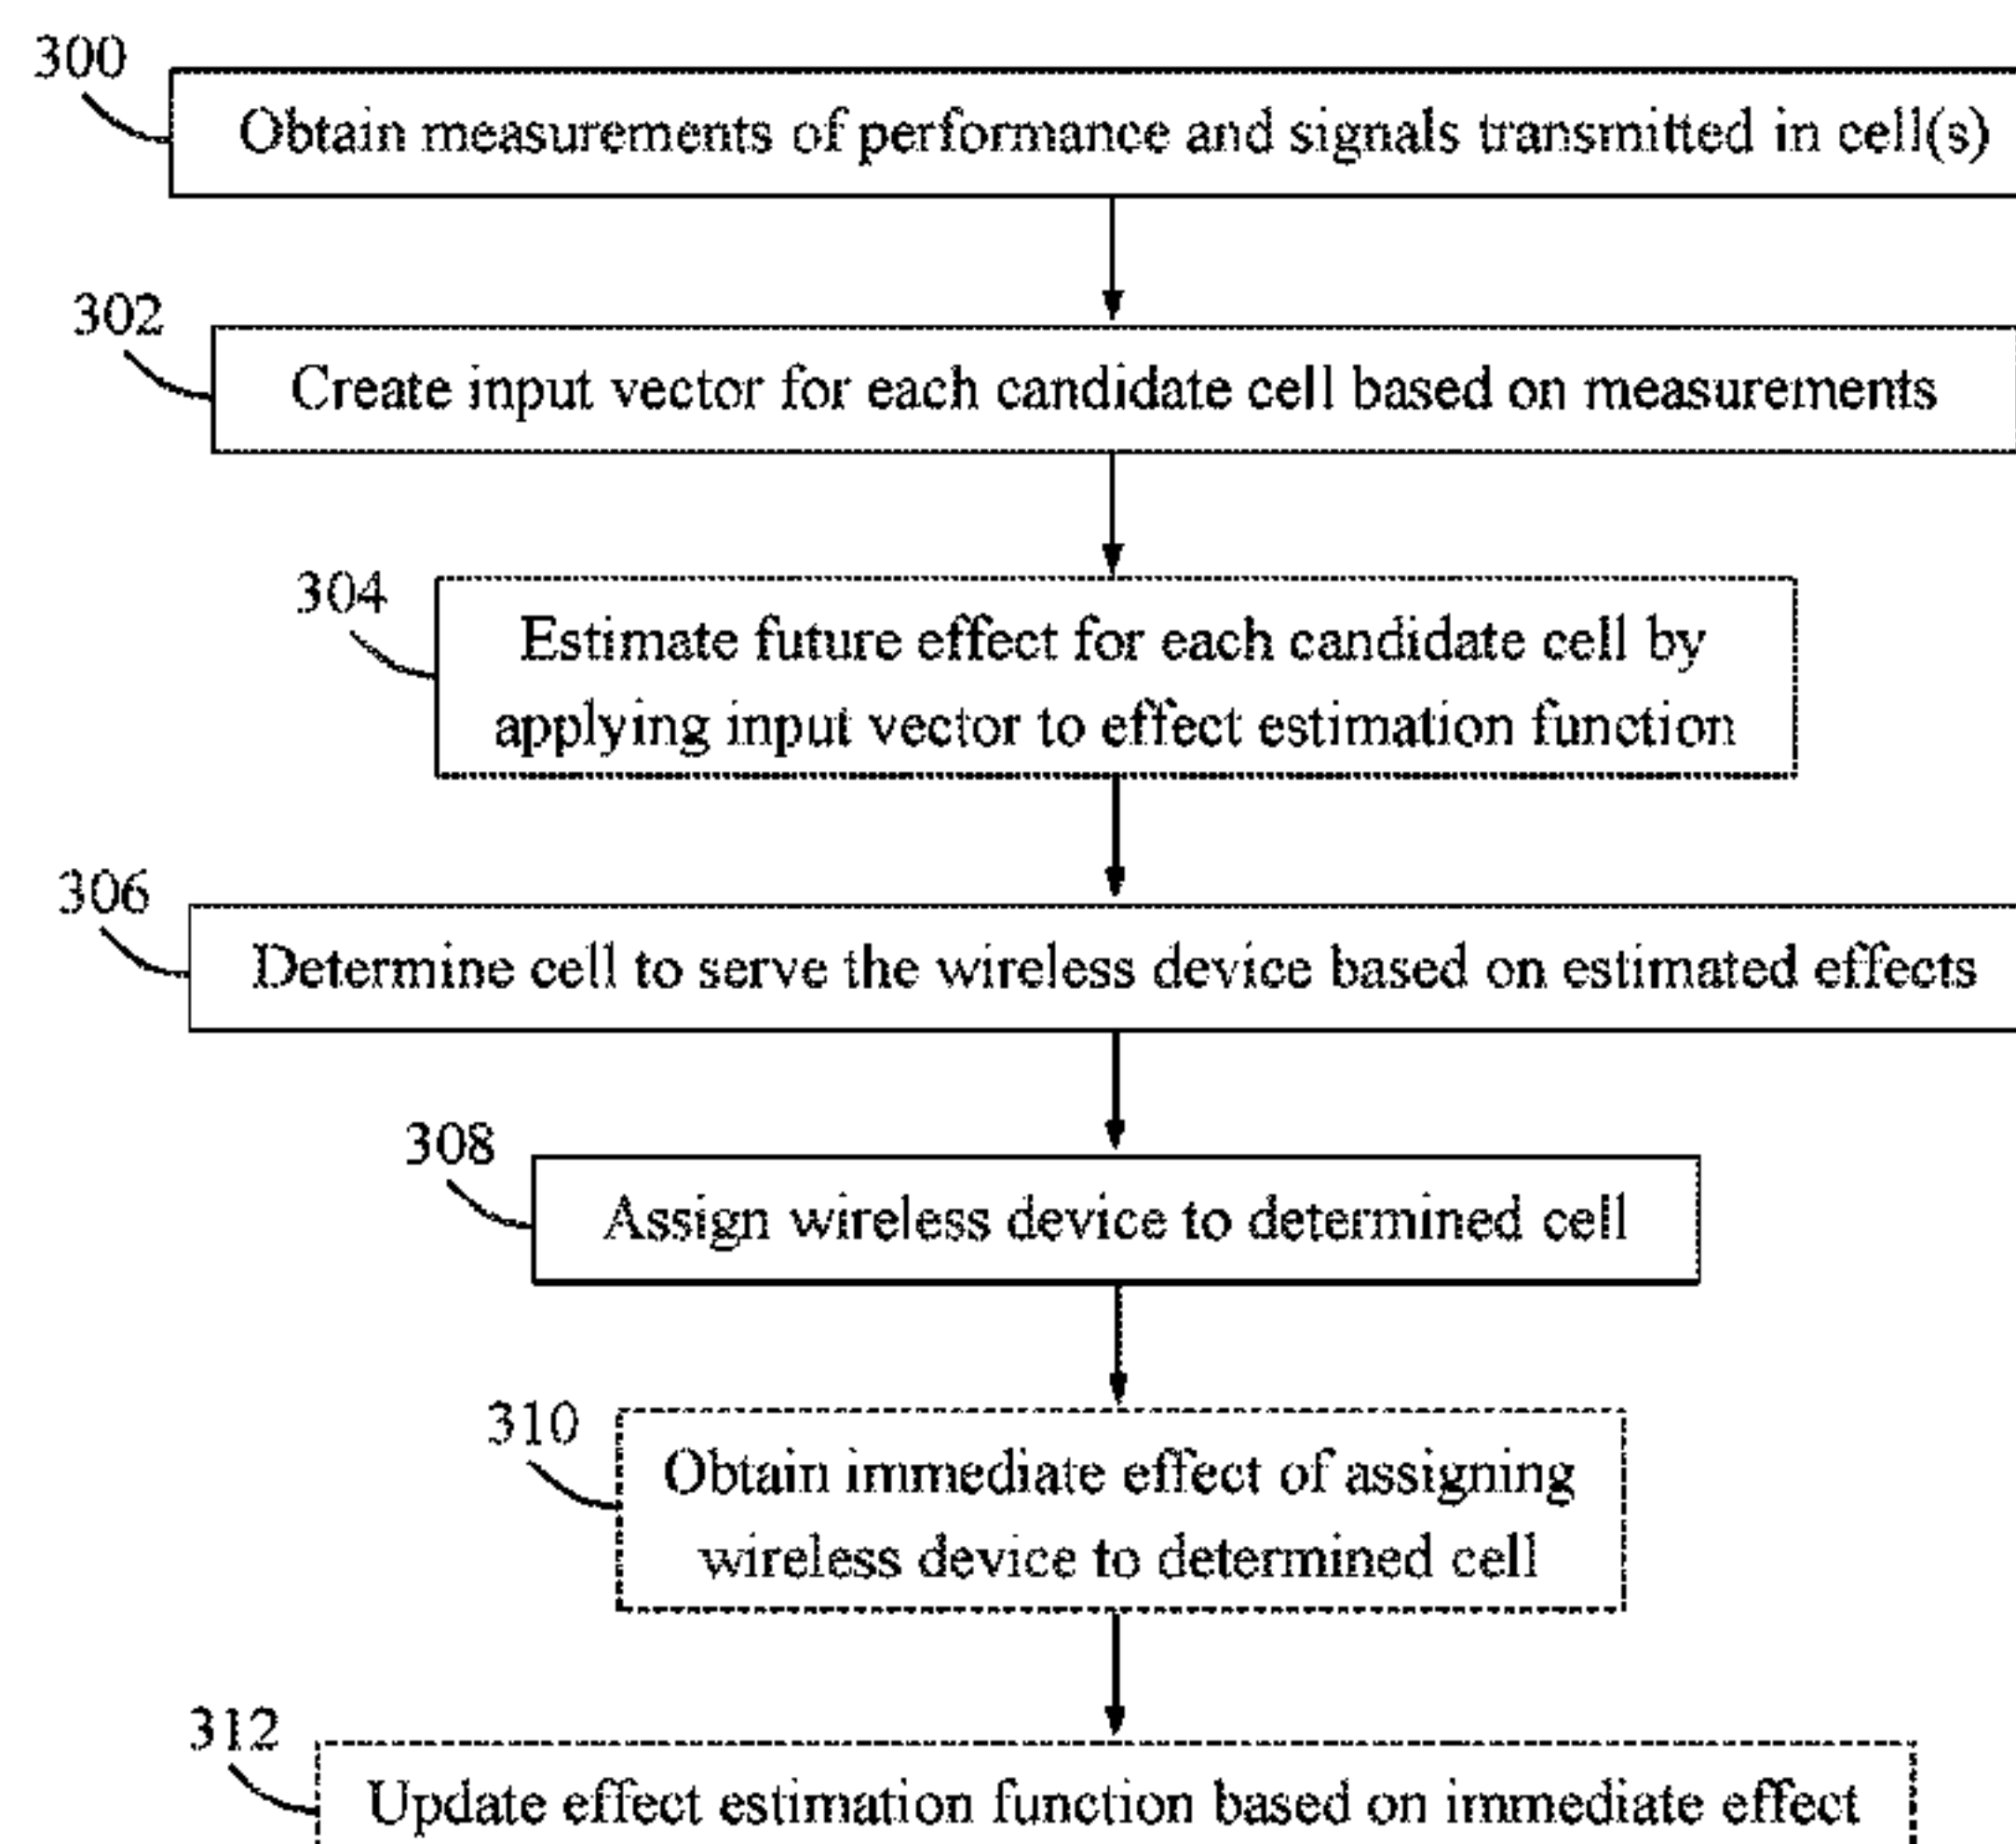 300
Obtain measurements of performance and signals transmitted in cell(s)
302
Create input vector for each candidate cell based on measurements
304
Estimate future effect for each candidate cell by
applying input vector to effect estimation function
306
Determine cell to serve the wireless device based on estimated effects
308
Assign wireless device to determined cell
310
Obtain immediate effect of assigning
wireless device to determined cell
312
Update effect estimation function based on immediate effect